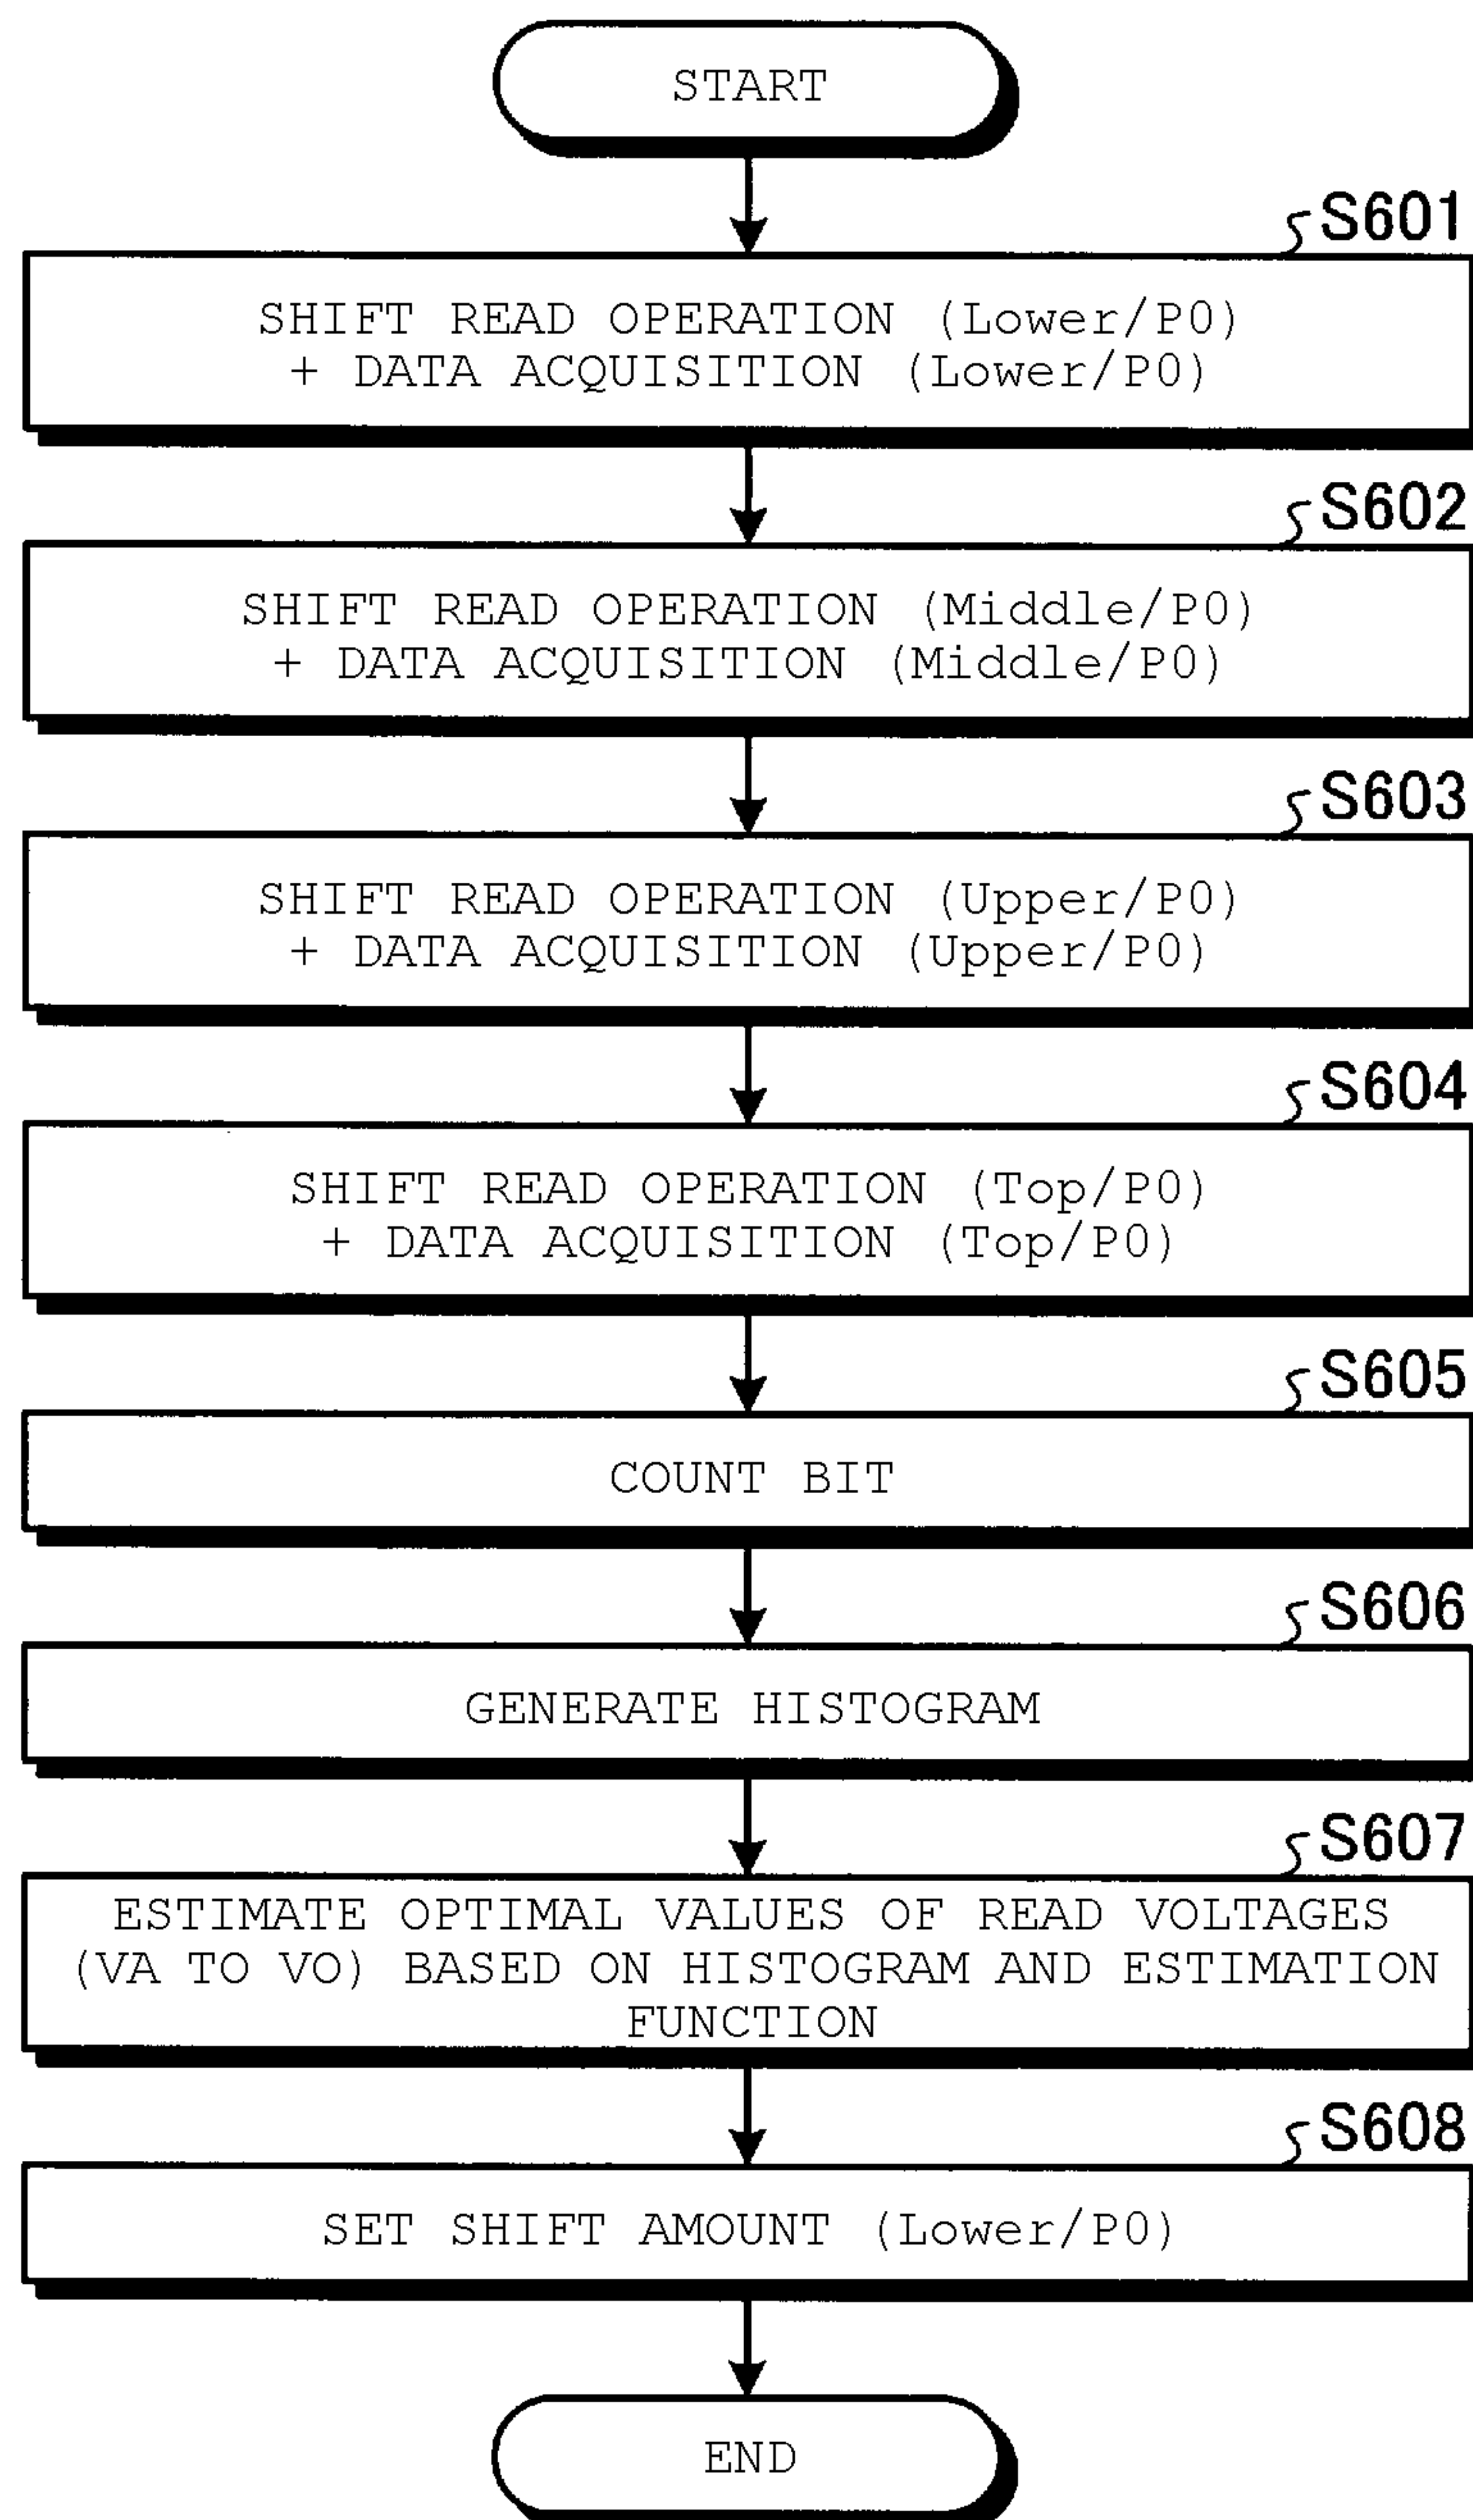 START
S601
SHIFT READ OPERATION (Lower/P0)
+ DATA ACQUISITION (Lower/P0)
S602
SHIFT READ OPERATION (Middle/P0)
+ DATA ACQUISITION (Middle/P0)
S603
SHIFT READ OPERATION (Upper/P0)
+ DATA ACQUISITION (Upper/P0)
S604
SHIFT READ OPERATION (Top/P0)
+ DATA ACQUISITION (Top/P0)
S605
COUNT BIT
S606
GENERATE HISTOGRAM
S607
ESTIMATE OPTIMAL VALUES OF READ VOLTAGES
(VA TO VO) BASED ON HISTOGRAM AND ESTIMATION
FUNCTION
S608
SET SHIFT AMOUNT (Lower/P0)
END